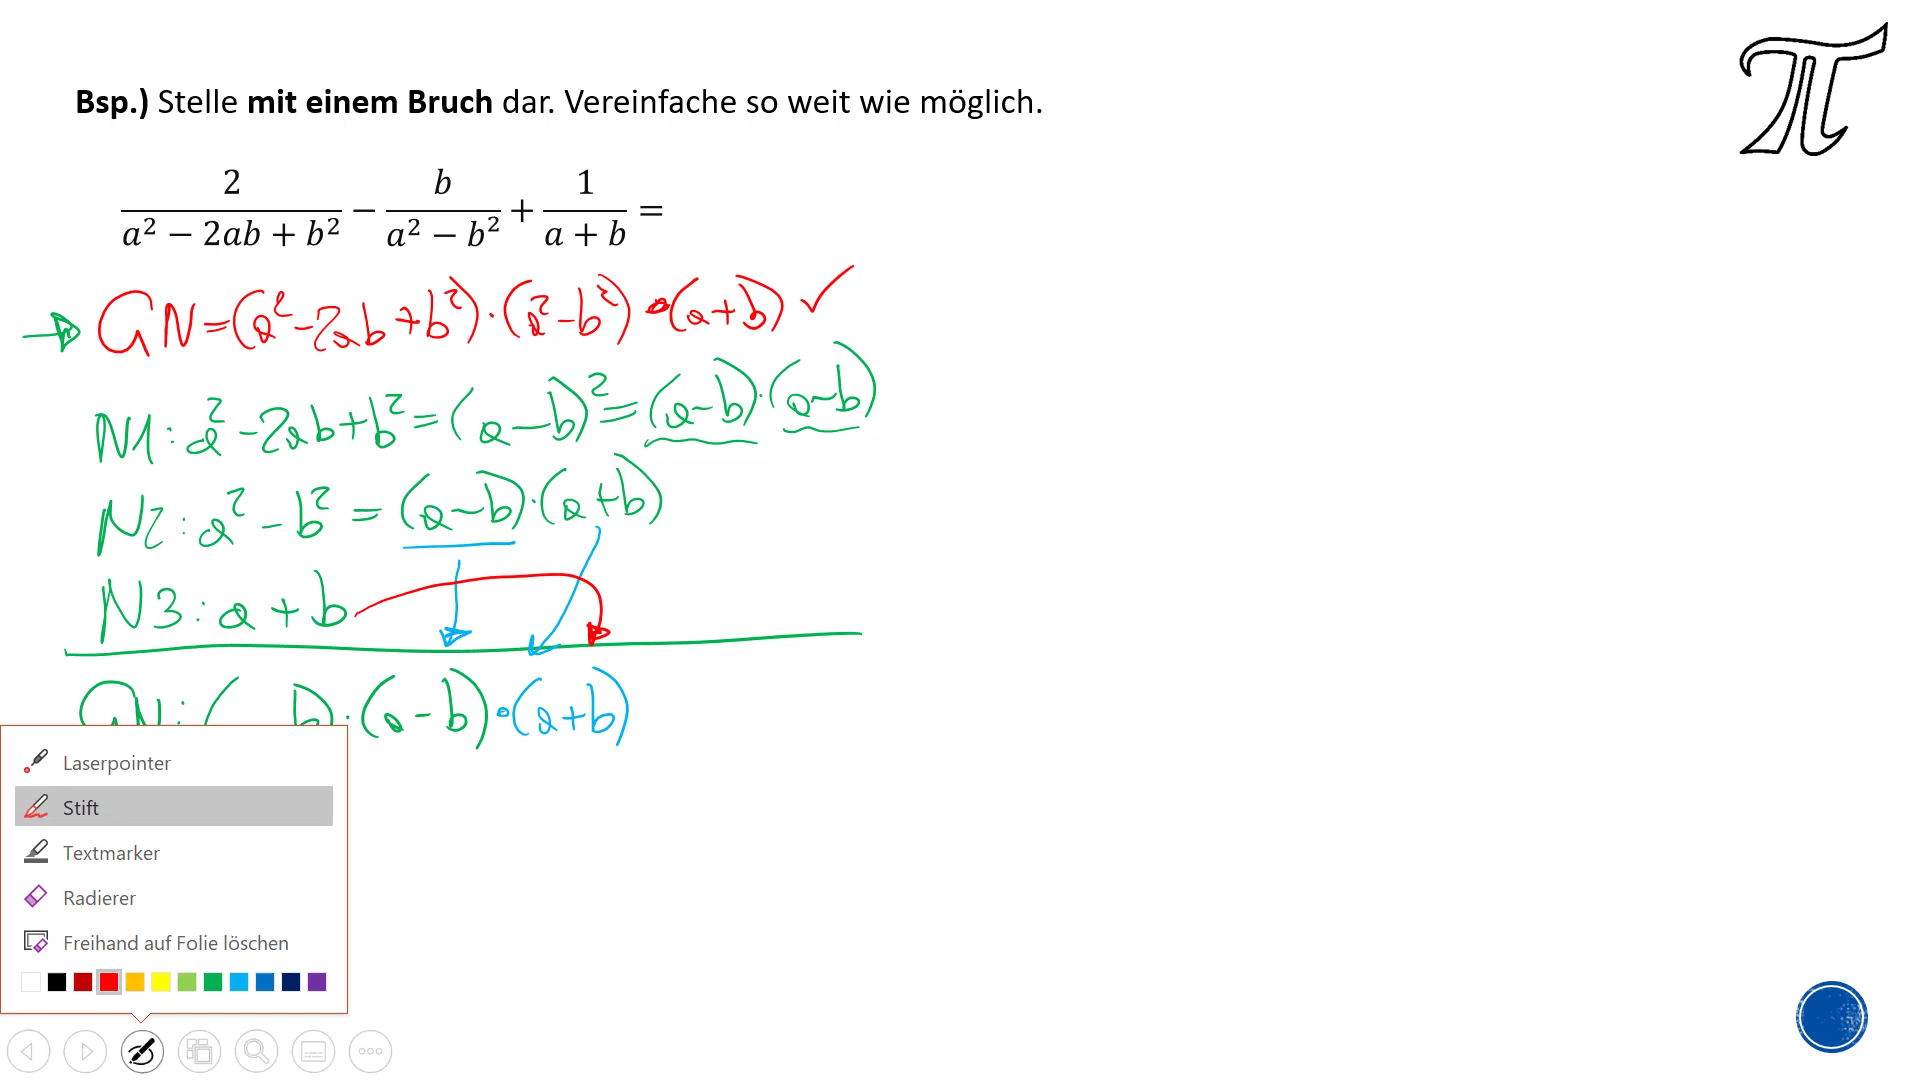 Bsp.) Stelle mit einem Bruch dar. Vereinfache so weit wie möglich.
2/(a² − 2ab + b²) − b/(a² − b²) + 1/(a + b) =
GN=(a²-2ab+b²)·(a²-b²)·(a+b) ✓
N1: a²-2ab+b² = (a-b)² = (a-b)·(a-b)
N2: a²-b² = (a-b)·(a+b)
N3: a+b
GN: ( b)·(a-b)·(a+b)
Laserpointer
Stift
Textmarker
Radierer
Freihand auf Folie löschen